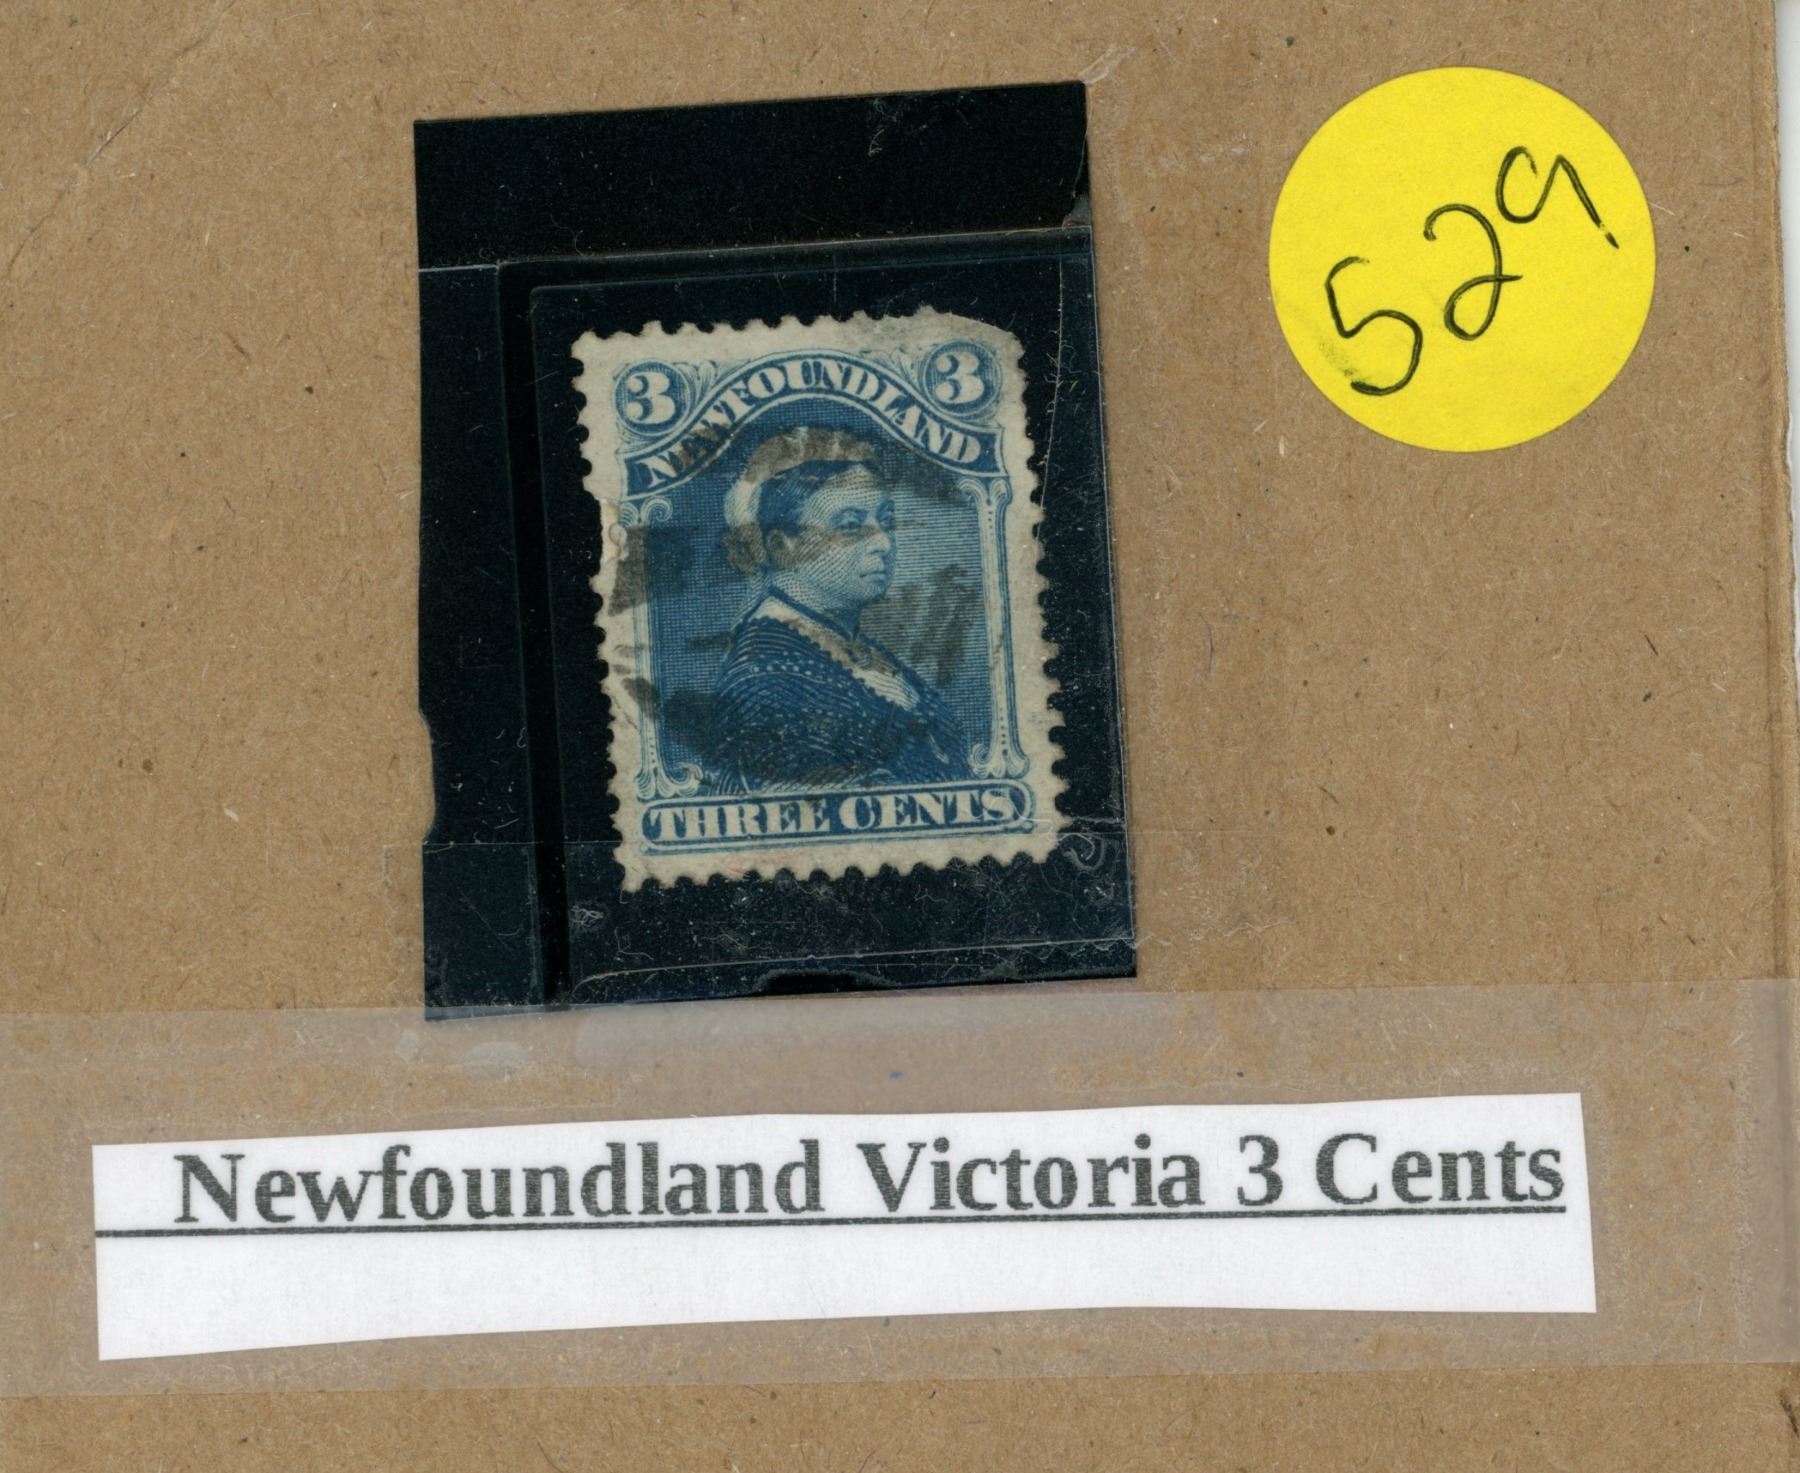 529
3 3
NEWFOUNDLAND
THREE CENTS
Newfoundland Victoria 3 Cents